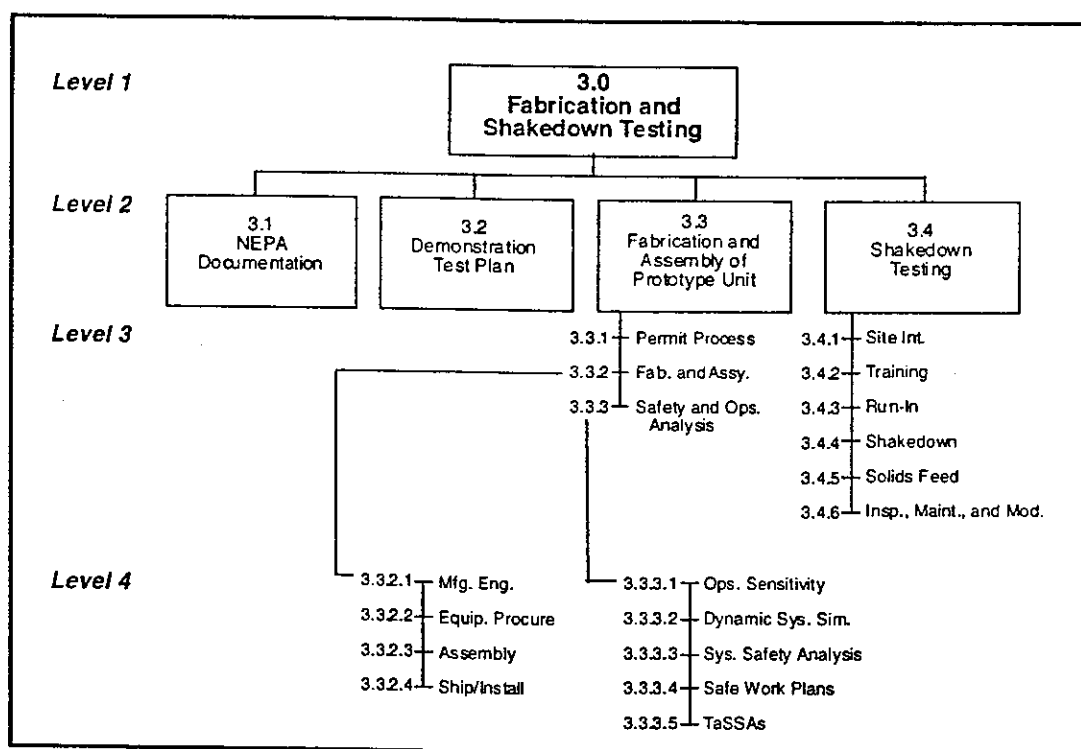 Level 1
3.0
Fabrication and
Shakedown Testing
Level 2
3.1
NEPA
Documentation
3.2
Demonstration
Test Plan
3.3
Fabrication and
Assembly of
Prototype Unit
3.4
Shakedown
Testing
Level 3
3.3.1 Permit Process
3.3.2 Fab. and Assy.
3.3.3 Safety and Ops.
Analysis
3.4.1 Site Int.
3.4.2 Training
3.4.3 Run-In
3.4.4 Shakedown
3.4.5 Solids Feed
3.4.6 Insp., Maint., and Mod.
Level 4
3.3.2.1 Mfg. Eng.
3.3.2.2 Equip. Procure
3.3.2.3 Assembly
3.3.2.4 Ship/Install
3.3.3.1 Ops. Sensitivity
3.3.3.2 Dynamic Sys. Sim.
3.3.3.3 Sys. Safety Analysis
3.3.3.4 Safe Work Plans
3.3.3.5 TaSSAs